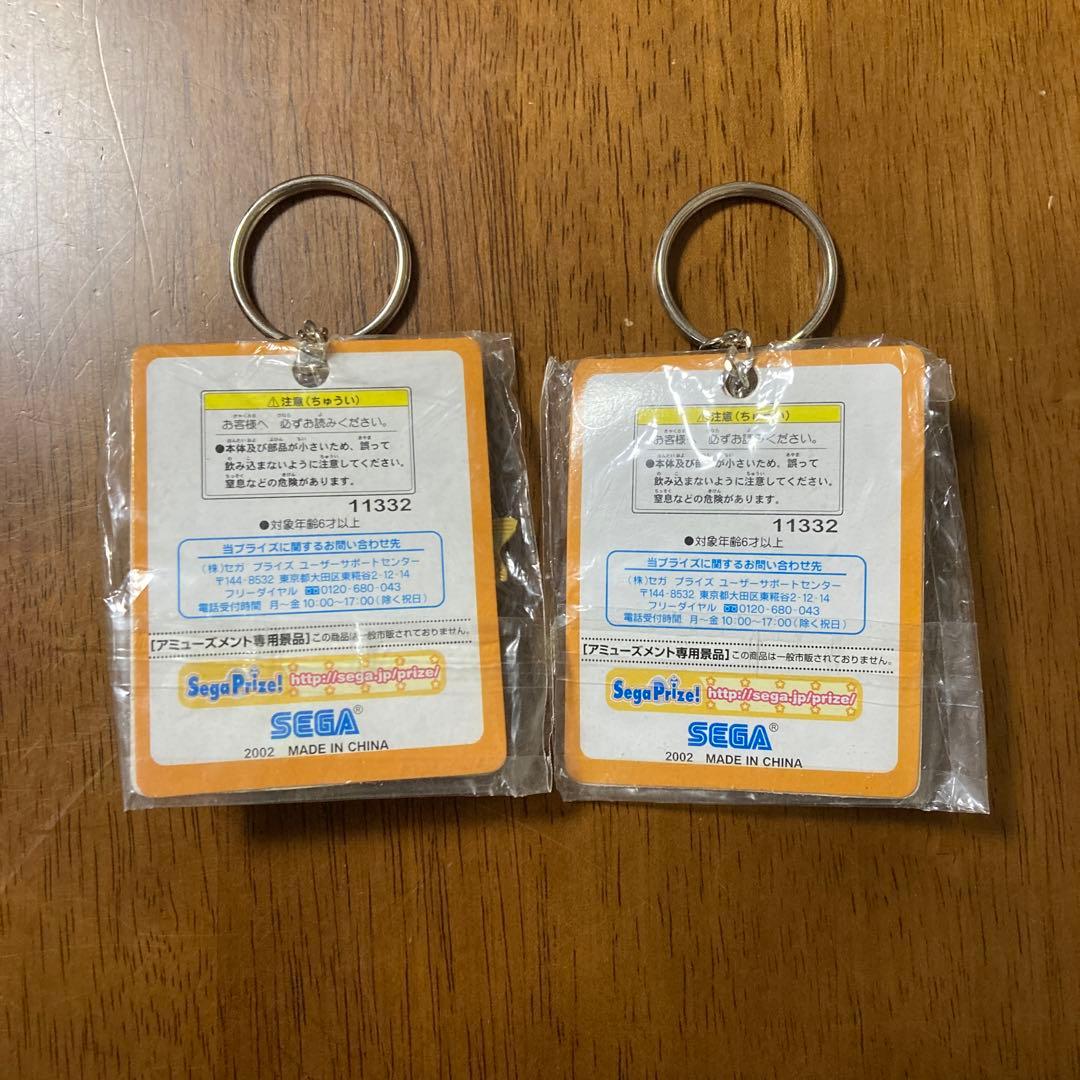 ⚠注意(ちゅうい)
お客様へ 必ずお読みください。
●本体及び部品が小さいため、誤って
飲み込まないように注意してください。
窒息などの危険があります。
11332
●対象年齢6才以上
当プライズに関するお問い合わせ先
(株)セガ プライズ ユーザーサポートセンター
〒144-8532 東京都大田区東糀谷2-12-14
フリーダイヤル 0120-680-043
電話受付時間 月~金 10:00~17:00(除く祝日)
[アミューズメント専用景品]この商品は一般市販されておりません。
SegaPrize! http://sega.jp/prize/
SEGA®
2002 MADE IN CHINA
⚠注意(ちゅうい)
お客様へ 必ずお読みください。
●本体及び部品が小さいため、誤って
飲み込まないように注意してください。
窒息などの危険があります。
11332
●対象年齢6才以上
当プライズに関するお問い合わせ先
(株)セガ プライズ ユーザーサポートセンター
〒144-8532 東京都大田区東糀谷2-12-14
フリーダイヤル 0120-680-043
電話受付時間 月~金 10:00~17:00(除く祝日)
[アミューズメント専用景品]この商品は一般市販されておりません。
SegaPrize! http://sega.jp/prize/
SEGA®
2002 MADE IN CHINA